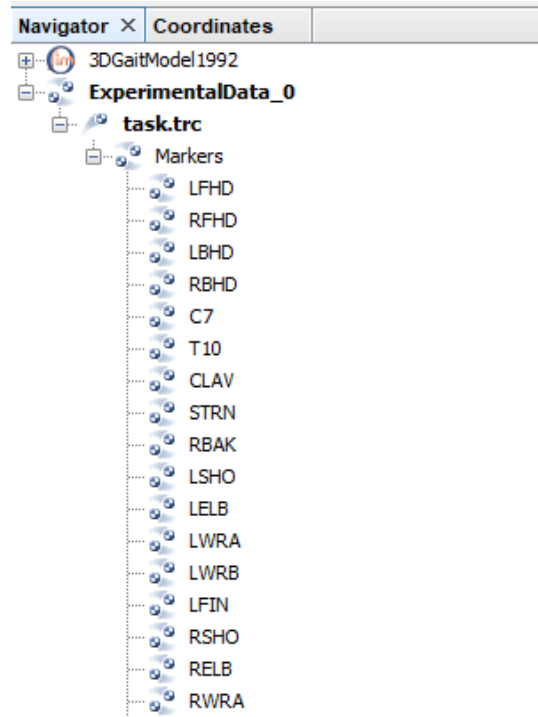 Navigator × Coordinates
3DGaitModel1992
ExperimentalData_0
task.trc
Markers
LFHD
RFHD
LBHD
RBHD
C7
T10
CLAV
STRN
RBAK
LSHO
LELB
LWRA
LWRB
LFIN
RSHO
RELB
RWRA